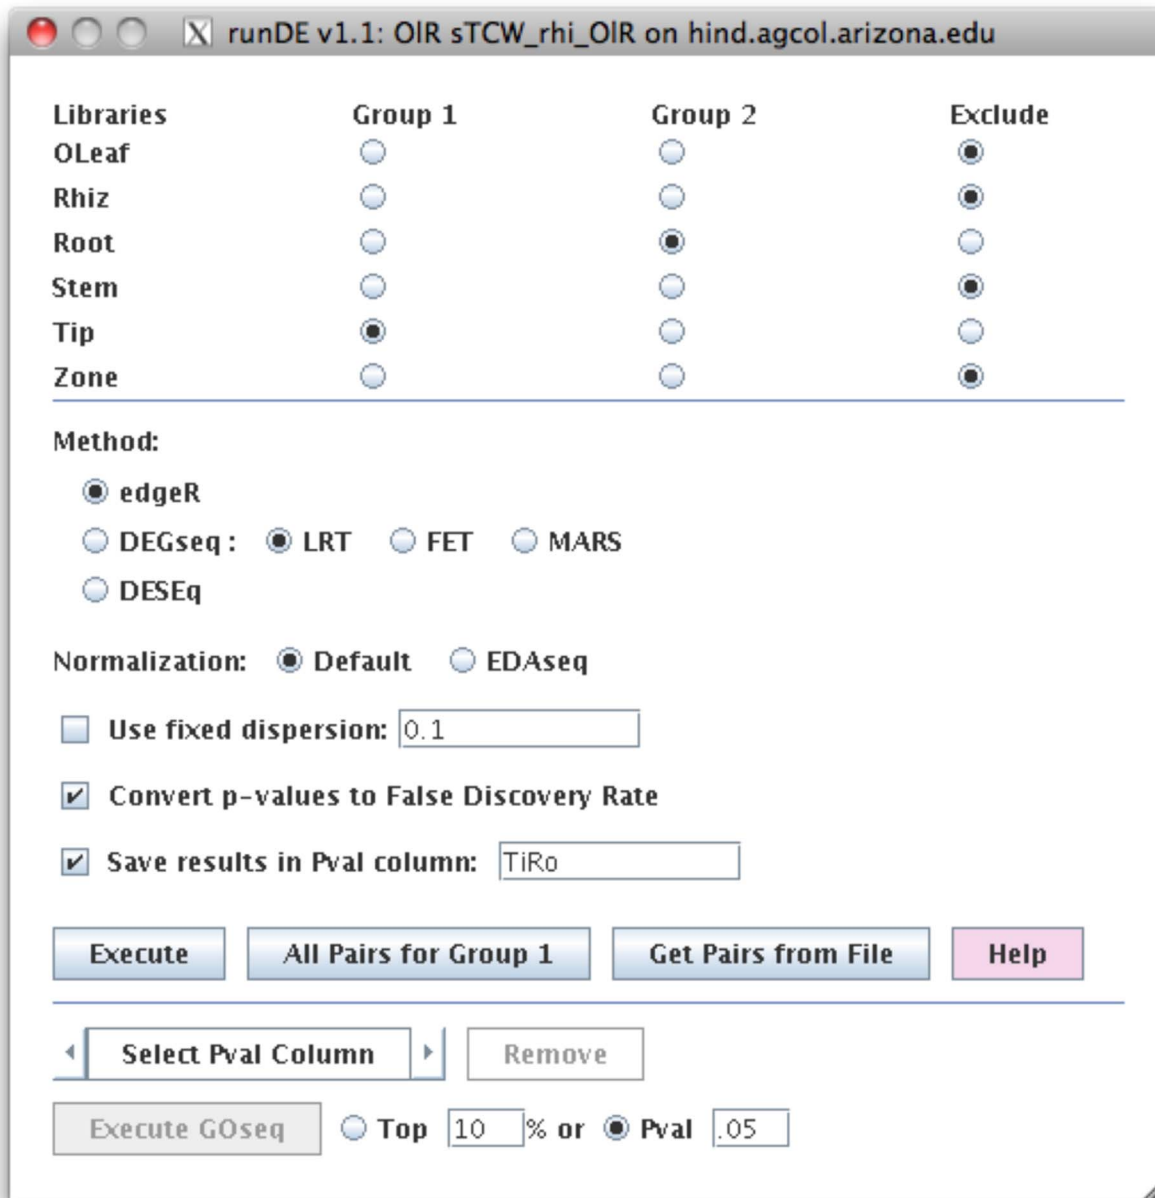 X runDE v1.1: OIR sTCW_rhi_OIR on hind.agcol.arizona.edu
Libraries Group 1 Group 2 Exclude
OLeaf
Rhiz
Root
Stem
Tip
Zone
Method:
edgeR
DEGseq : LRT FET MARS
DESEq
Normalization: Default EDAseq
Use fixed dispersion: 0.1
Convert p-values to False Discovery Rate
Save results in Pval column: TiRo
Execute All Pairs for Group 1 Get Pairs from File Help
Select Pval Column Remove
Execute GOseq Top 10 % or Pval .05